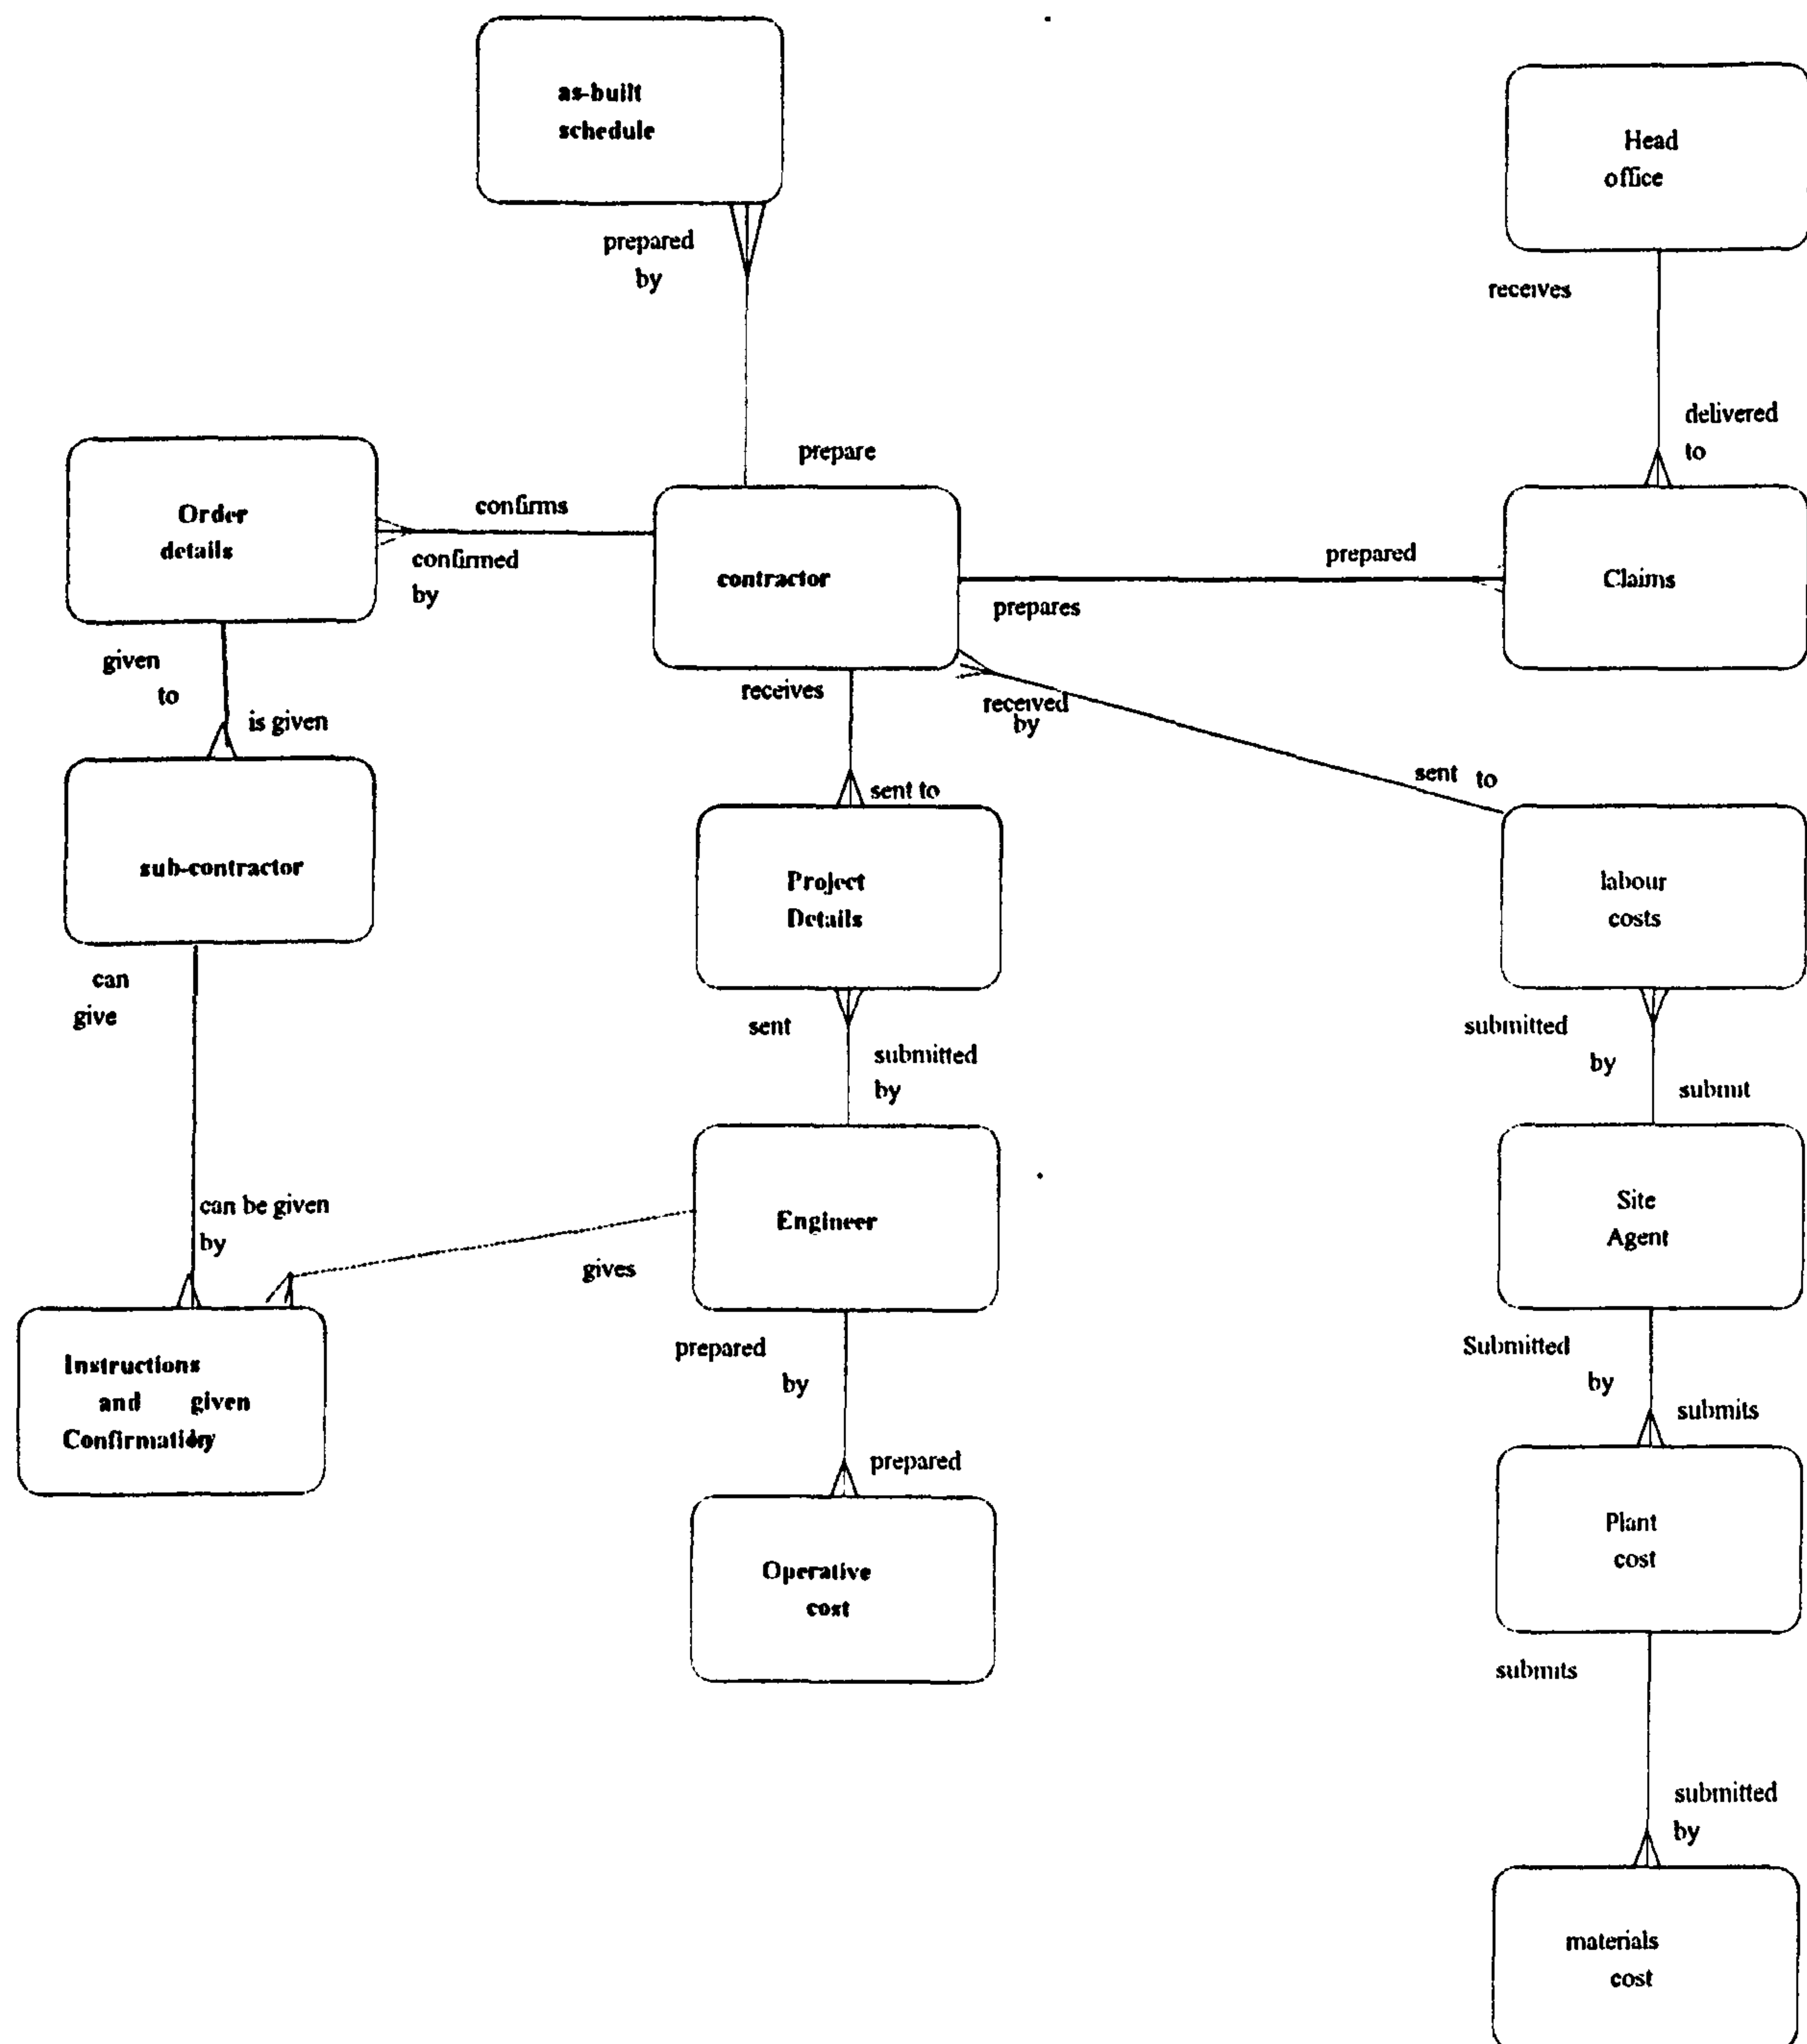 as-built
schedule
Head
office
prepared
by
receives
delivered
to
prepare
Order
details
confirms
confirmed
by
contractor
prepared
prepares
Claims
given
to
is given
receives
received
by
sent to
sent to
sub-contractor
Project
Details
labour
costs
can
give
sent
submitted
by
submitted
by
submit
can be given
by
Engineer
gives
Site
Agent
Instructions
and given
prepared
by
prepared
Submitted
by
submits
Operative
cost
Plant
cost
submits
submitted
by
materials
cost